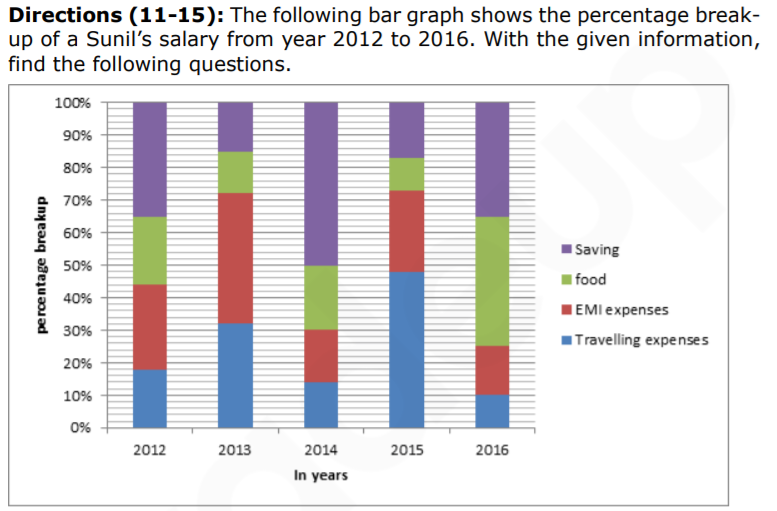 Directions (11-15): The following bar graph shows the percentage break-
up of a Sunil’s salary from year 2012 to 2016. With the given information,
find the following questions.
100%
90%
80%
70%
60%
50%
40%
30%
20%
10%
0%
percentage breakup
2012 2013 2014 2015 2016
In years
Saving
food
EMI expenses
Travelling expenses